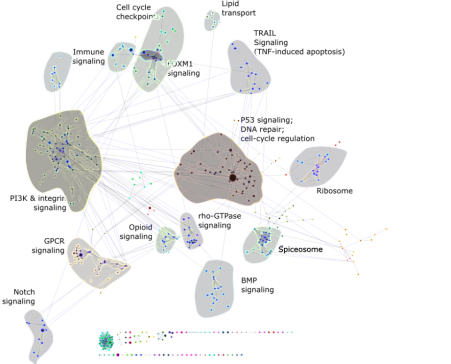 Cell cycle
checkpoint
Lipid
transport
TRAIL
Signaling
(TNF-induced apoptosis)
Immune
signaling
FOXM1
signaling
P53 signaling;
DNA repair;
cell-cycle regulation
Ribosome
PI3K & integrin
signaling
rho-GTPase
signaling
Opioid
signaling
GPCR
signaling
Spiceosome
BMP
signaling
Notch
signaling